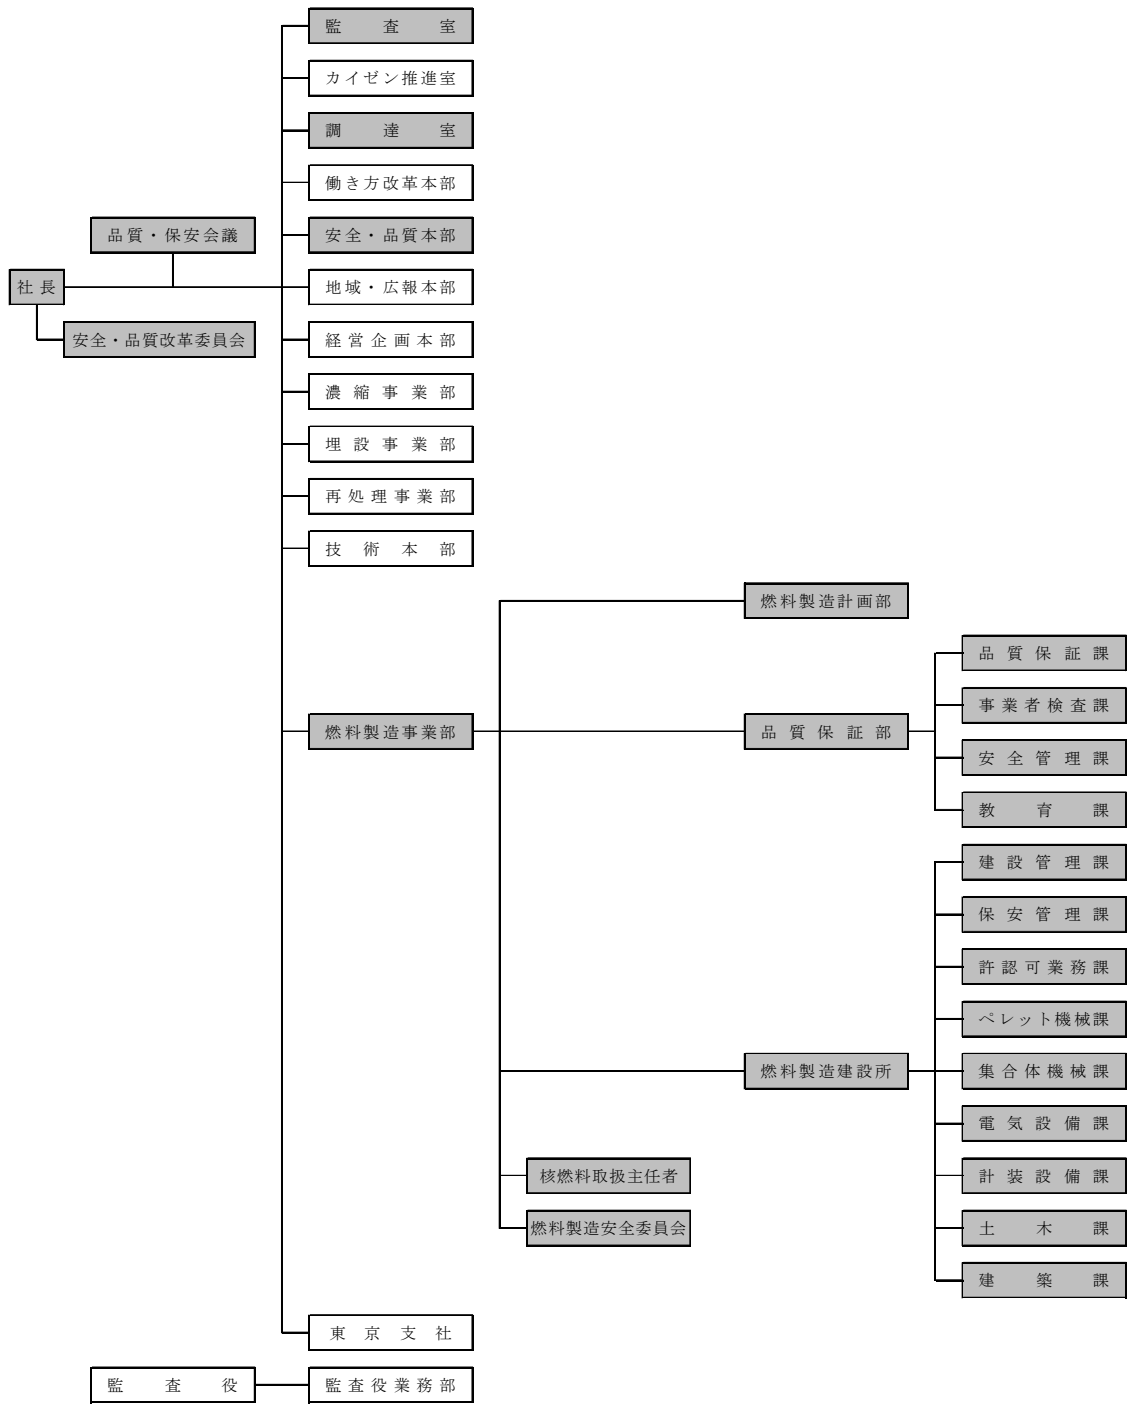 監査室
カイゼン推進室
調達室
働き方改革本部
品質・保安会議
安全・品質本部
社長
地域・広報本部
安全・品質改革委員会
経営企画本部
濃縮事業部
埋設事業部
再処理事業部
技術本部
燃料製造計画部
品質保証課
事業者検査課
燃料製造事業部
品質保証部
安全管理課
教育課
建設管理課
保安管理課
許認可業務課
ペレット機械課
燃料製造建設所
集合体機械課
電気設備課
核燃料取扱主任者
計装設備課
燃料製造安全委員会
土木課
建築課
東京支社
監査役
監査役業務部